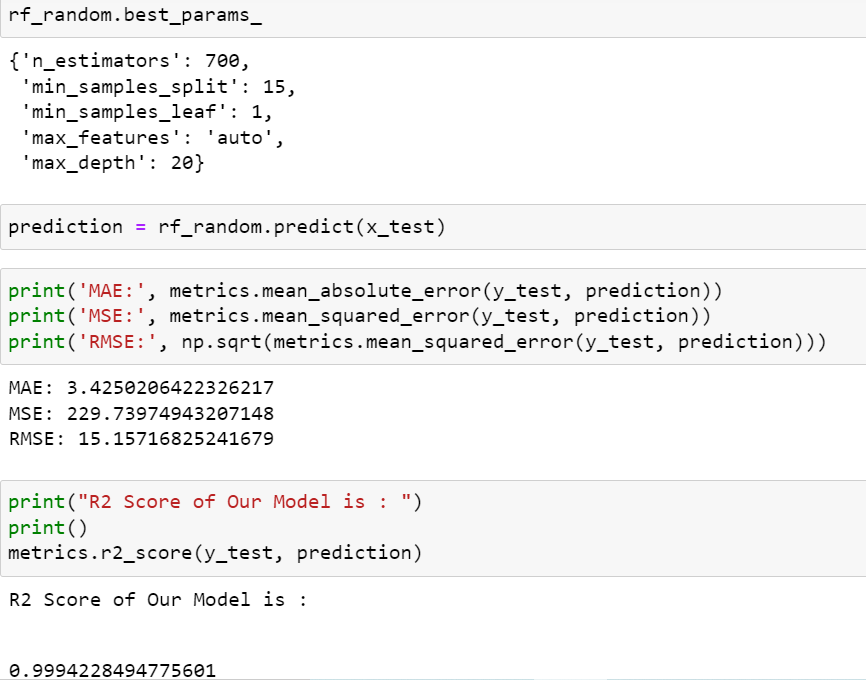 rf_random.best_params_
{'n_estimators': 700,
 'min_samples_split': 15,
 'min_samples_leaf': 1,
 'max_features': 'auto',
 'max_depth': 20}
prediction = rf_random.predict(x_test)
print('MAE:', metrics.mean_absolute_error(y_test, prediction))
print('MSE:', metrics.mean_squared_error(y_test, prediction))
print('RMSE:', np.sqrt(metrics.mean_squared_error(y_test, prediction)))
MAE: 3.4250206422326217
MSE: 229.73974943207148
RMSE: 15.15716825241679
print("R2 Score of Our Model is : ")
print()
metrics.r2_score(y_test, prediction)
R2 Score of Our Model is :
0.9994228494775601